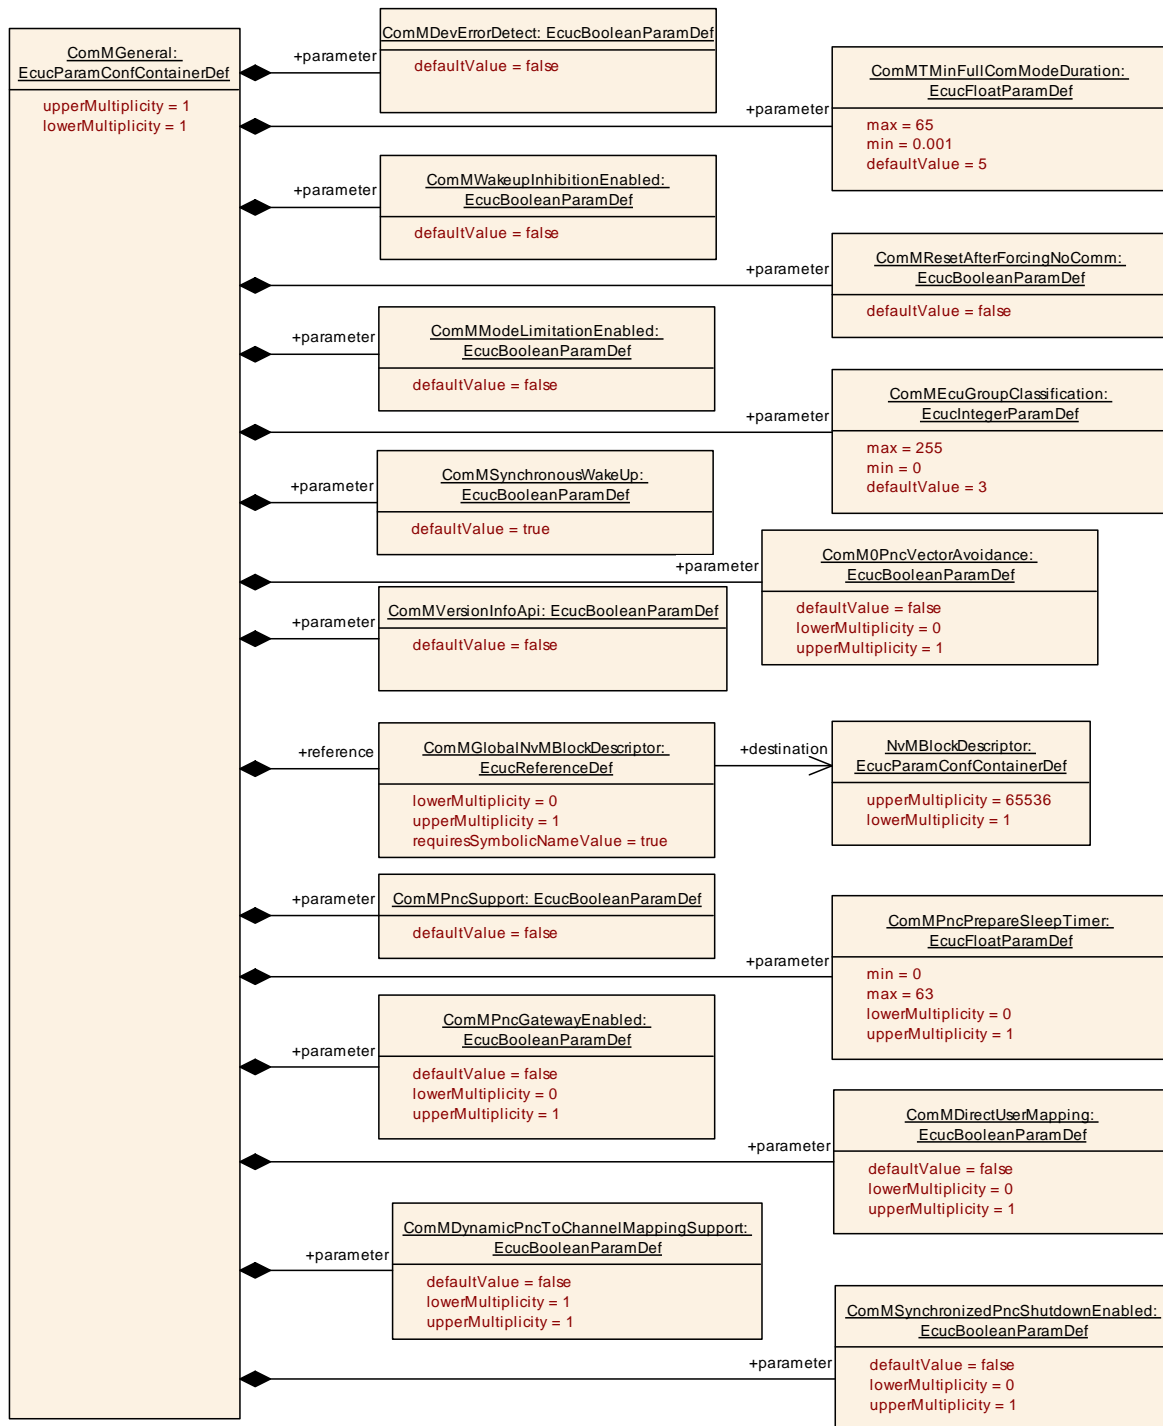 ComMGeneral:
EcucParamConfContainerDef
upperMultiplicity = 1
lowerMultiplicity = 1
+parameter
ComMDevErrorDetect: EcucBooleanParamDef
defaultValue = false
+parameter
ComMTMinFullComModeDuration:
EcucFloatParamDef
max = 65
min = 0.001
defaultValue = 5
+parameter
ComMWakeupInhibitionEnabled:
EcucBooleanParamDef
defaultValue = false
+parameter
ComMResetAfterForcingNoComm:
EcucBooleanParamDef
defaultValue = false
+parameter
ComMModeLimitationEnabled:
EcucBooleanParamDef
defaultValue = false
+parameter
ComMEcuGroupClassification:
EcucIntegerParamDef
max = 255
min = 0
defaultValue = 3
+parameter
ComMSynchronousWakeUp:
EcucBooleanParamDef
defaultValue = true
+parameter
ComM0PncVectorAvoidance:
EcucBooleanParamDef
defaultValue = false
lowerMultiplicity = 0
upperMultiplicity = 1
+parameter
ComMVersionInfoApi: EcucBooleanParamDef
defaultValue = false
+reference
ComMGlobalNvMBlockDescriptor:
EcucReferenceDef
lowerMultiplicity = 0
upperMultiplicity = 1
requiresSymbolicNameValue = true
+destination
NvMBlockDescriptor:
EcucParamConfContainerDef
upperMultiplicity = 65536
lowerMultiplicity = 1
+parameter
ComMPncSupport: EcucBooleanParamDef
defaultValue = false
+parameter
ComMPncPrepareSleepTimer:
EcucFloatParamDef
min = 0
max = 63
lowerMultiplicity = 0
upperMultiplicity = 1
+parameter
ComMPncGatewayEnabled:
EcucBooleanParamDef
defaultValue = false
lowerMultiplicity = 0
upperMultiplicity = 1
+parameter
ComMDirectUserMapping:
EcucBooleanParamDef
defaultValue = false
lowerMultiplicity = 0
upperMultiplicity = 1
+parameter
ComMDynamicPncToChannelMappingSupport:
EcucBooleanParamDef
defaultValue = false
lowerMultiplicity = 1
upperMultiplicity = 1
+parameter
ComMSynchronizedPncShutdownEnabled:
EcucBooleanParamDef
defaultValue = false
lowerMultiplicity = 0
upperMultiplicity = 1